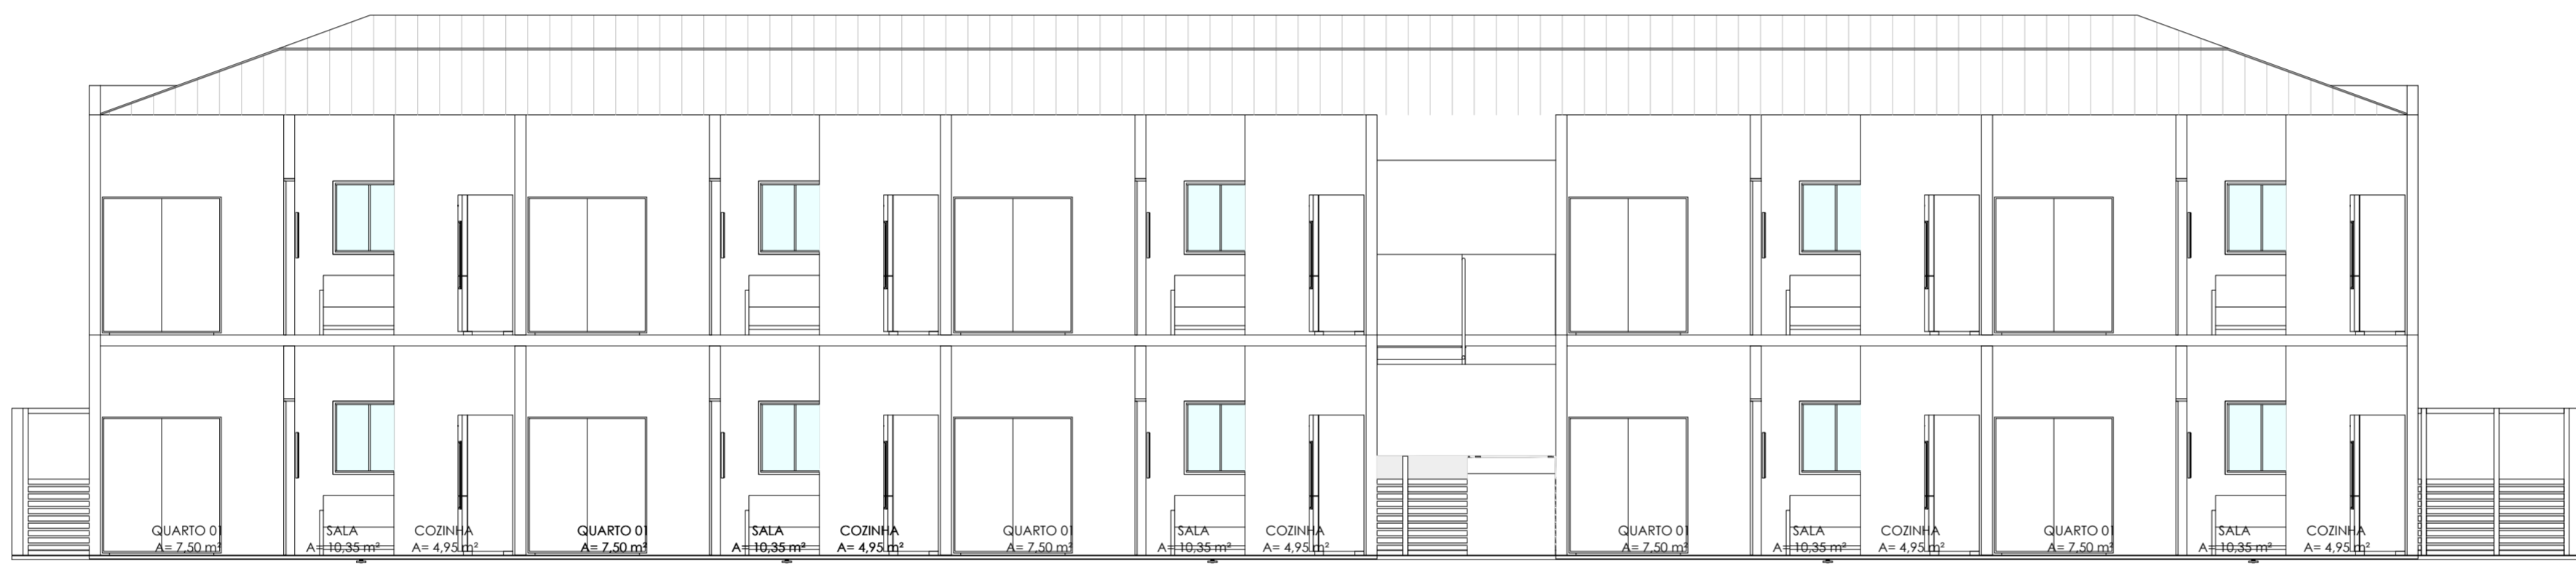 QUARTO 01 SALA COZINHA QUARTO 01 SALA COZINHA QUARTO 01 SALA COZINHA QUARTO 01 SALA COZINHA QUARTO 01 SALA COZINHA
A= 7,50 m² A= 10,35 m² A= 4,95 m² A= 7,50 m² A= 10,35 m² A= 4,95 m² A= 7,50 m² A= 10,35 m² A= 4,95 m² A= 7,50 m² A= 10,35 m² A= 4,95 m² A= 7,50 m² A= 10,35 m² A= 4,95 m²